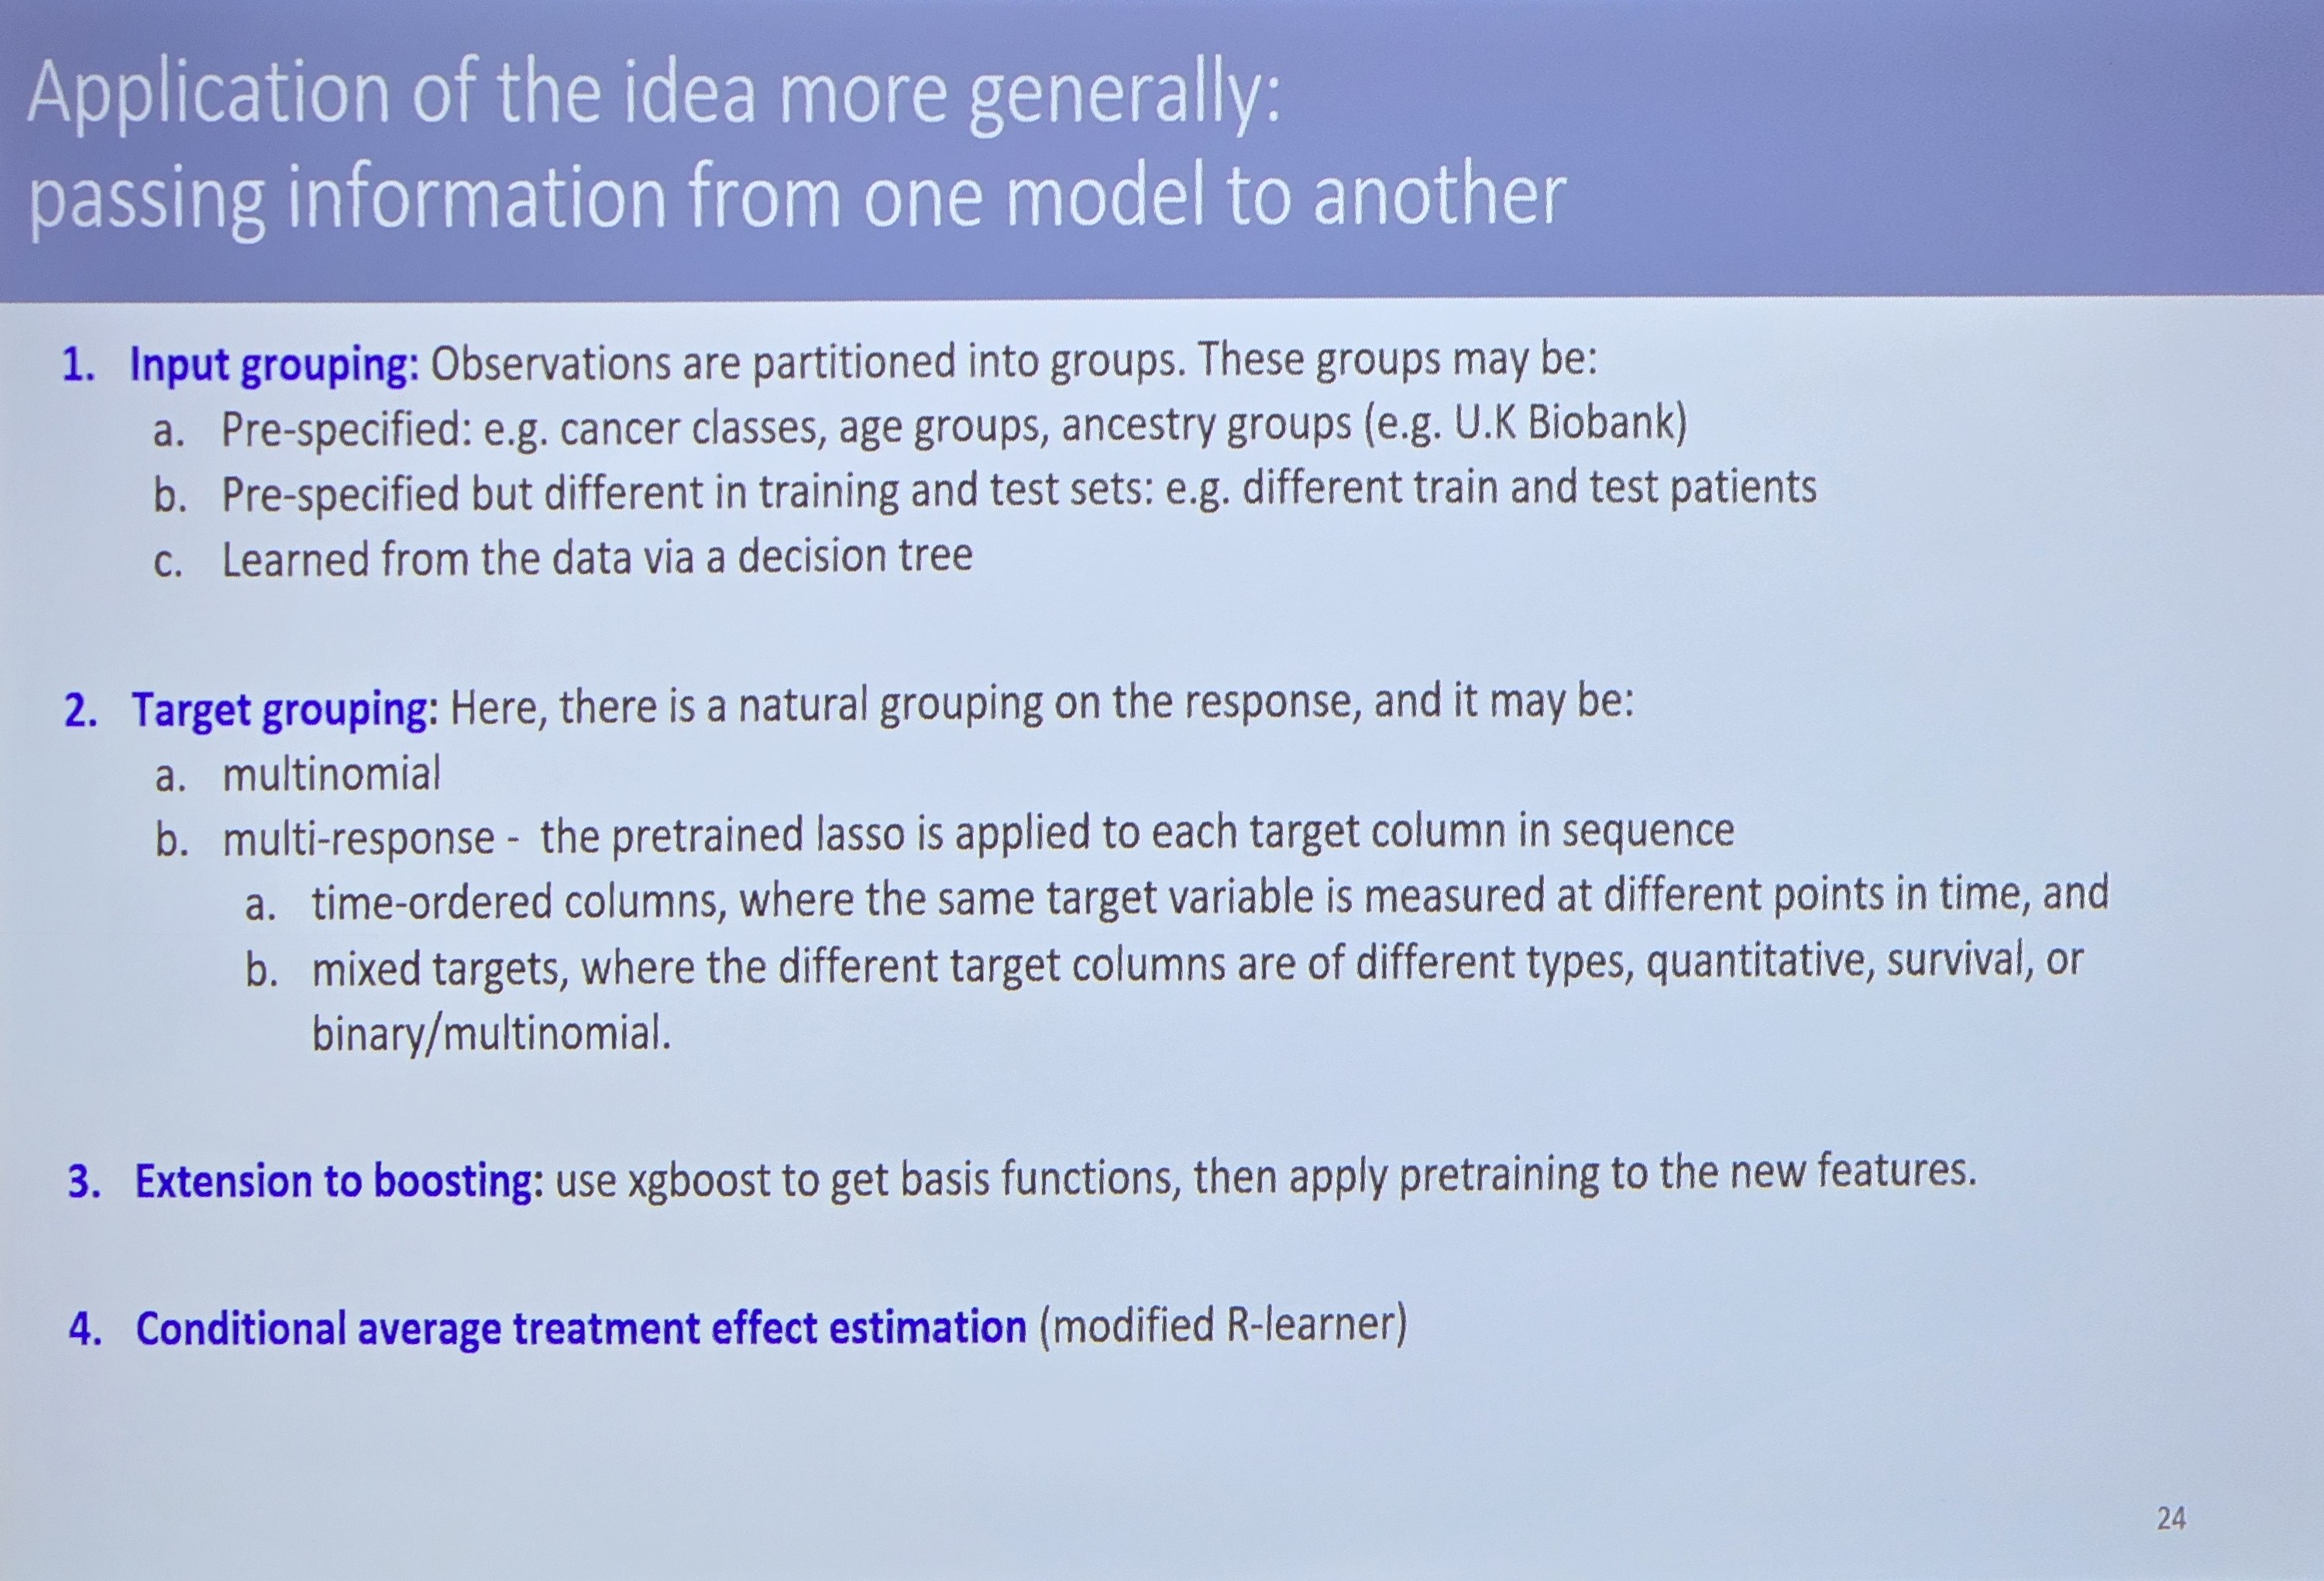 Application of the idea more generally:
passing information from one model to another
1. Input grouping: Observations are partitioned into groups. These groups may be:
a. Pre-specified: e.g. cancer classes, age groups, ancestry groups (e.g. U.K Biobank)
b. Pre-specified but different in training and test sets: e.g. different train and test patients
c. Learned from the data via a decision tree
2. Target grouping: Here, there is a natural grouping on the response, and it may be:
a. multinomial
b. multi-response - the pretrained lasso is applied to each target column in sequence
a. time-ordered columns, where the same target variable is measured at different points in time, and
b. mixed targets, where the different target columns are of different types, quantitative, survival, or
binary/multinomial.
3. Extension to boosting: use xgboost to get basis functions, then apply pretraining to the new features.
4. Conditional average treatment effect estimation (modified R-learner)
24